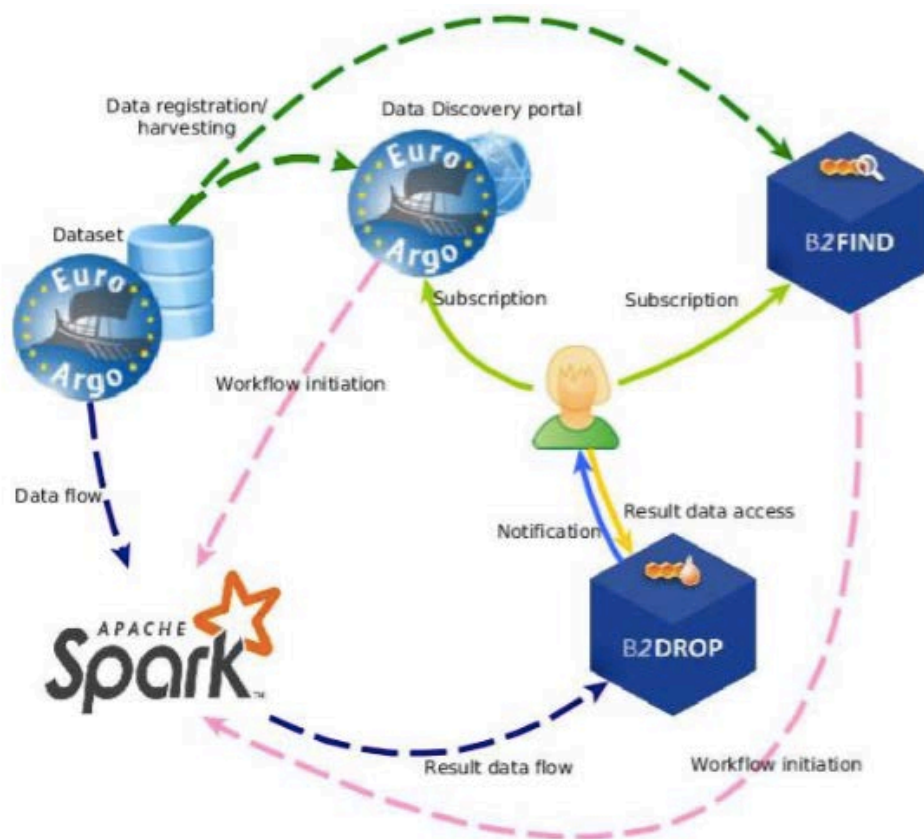 Data registration/
harvesting
Data Discovery portal
Euro
Argo
B2FIND
Dataset
Euro
Argo
Subscription
Subscription
Workflow initiation
Data flow
Result data access
Notification
APACHE
Spark™
B2DROP
Result data flow
Workflow initiation